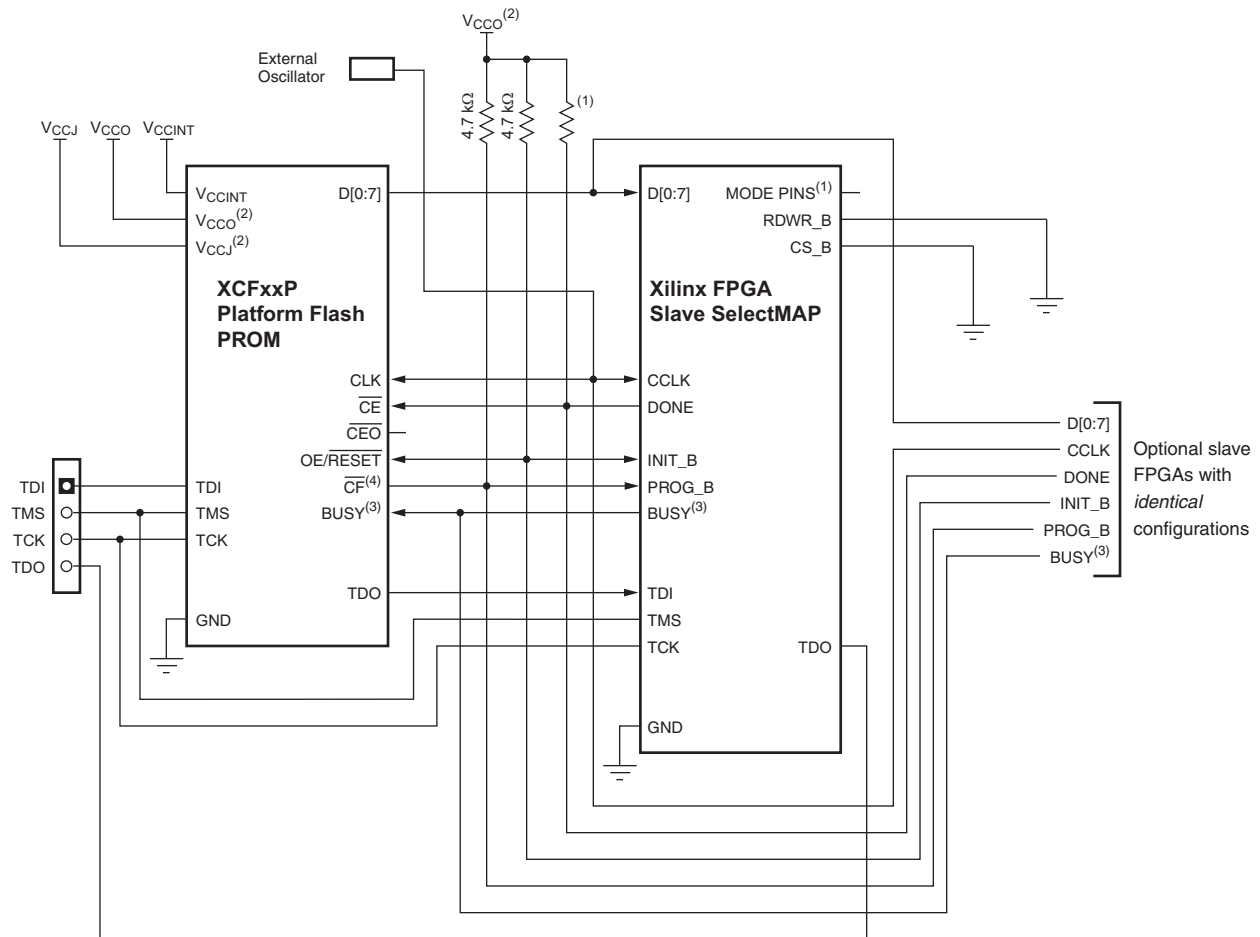 VCCO(2)
External
Oscillator
4.7 kΩ
4.7 kΩ
(1)
VCCJ VCCO VCCINT
VCCINT
VCCO(2)
VCCJ(2)
D[0:7]
XCFxxP
Platform Flash
PROM
CLK
CE
CEO
OE/RESET
CF(4)
BUSY(3)
TDI
TMS
TCK
TDO
GND
TDI
TMS
TCK
TDO
D[0:7]
MODE PINS(1)
RDWR_B
CS_B
Xilinx FPGA
Slave SelectMAP
CCLK
DONE
INIT_B
PROG_B
BUSY(3)
TDI
TMS
TCK
TDO
GND
D[0:7]
CCLK
DONE
INIT_B
PROG_B
BUSY(3)
Optional slave
FPGAs with
identical
configurations